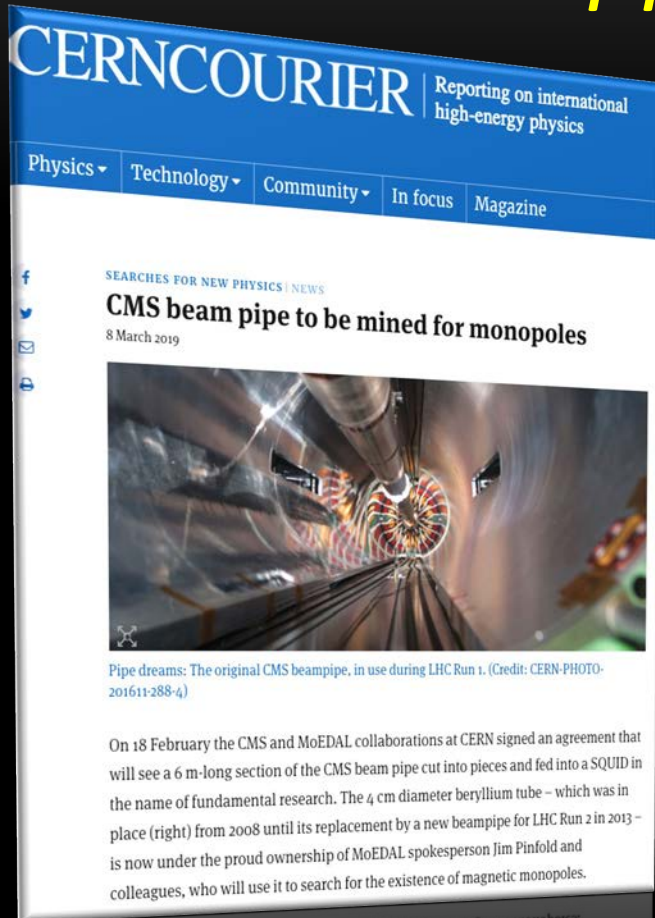 CERNCOURIER
Reporting on international
high-energy physics
Physics Technology Community In focus Magazine
SEARCHES FOR NEW PHYSICS | NEWS
CMS beam pipe to be mined for monopoles
8 March 2019
Pipe dreams: The original CMS beampipe, in use during LHC Run 1. (Credit: CERN-PHOTO-
201611-288-4)
On 18 February the CMS and MoEDAL collaborations at CERN signed an agreement that
will see a 6 m-long section of the CMS beam pipe cut into pieces and fed into a SQUID in
the name of fundamental research. The 4 cm diameter beryllium tube – which was in
place (right) from 2008 until its replacement by a new beampipe for LHC Run 2 in 2013 –
is now under the proud ownership of MoEDAL spokesperson Jim Pinfold and
colleagues, who will use it to search for the existence of magnetic monopoles.